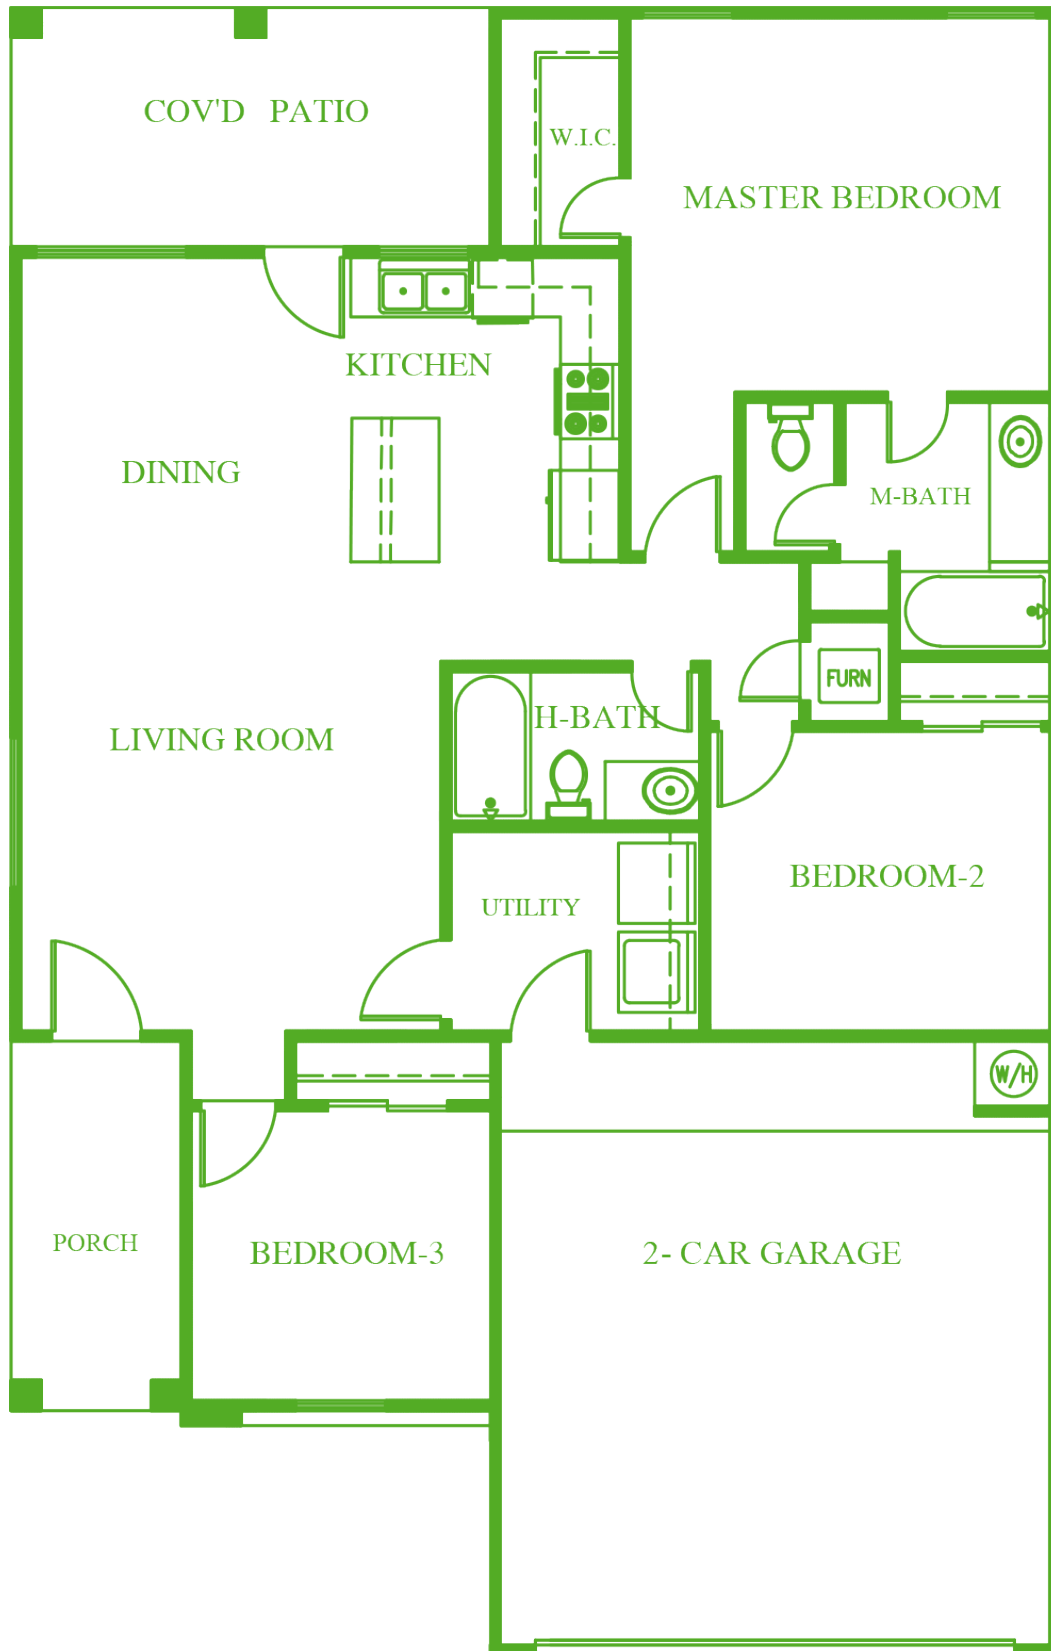 COV'D PATIO
W.I.C.
MASTER BEDROOM
KITCHEN
DINING
M-BATH
FURN
H-BATH
LIVING ROOM
BEDROOM-2
UTILITY
W/H
PORCH
BEDROOM-3
2- CAR GARAGE